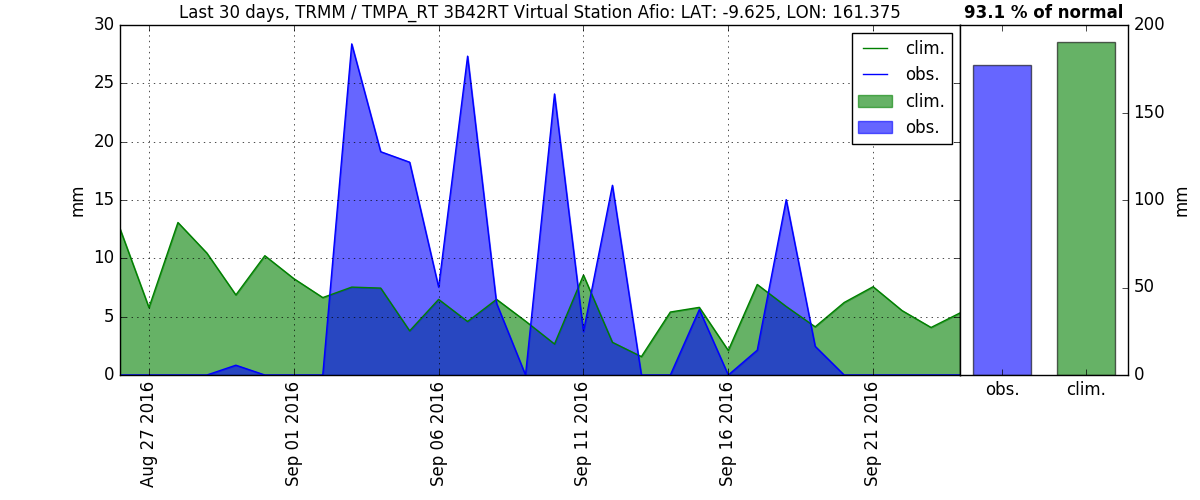 Last 30 days, TRMM / TMPA_RT 3B42RT Virtual Station Afio: LAT: -9.625, LON: 161.375
93.1 % of normal
30
25
20
15
10
5
0
mm
clim.
obs.
clim.
obs.
200
150
100
50
0
mm
obs.
clim.
Aug 27 2016
Sep 01 2016
Sep 06 2016
Sep 11 2016
Sep 16 2016
Sep 21 2016